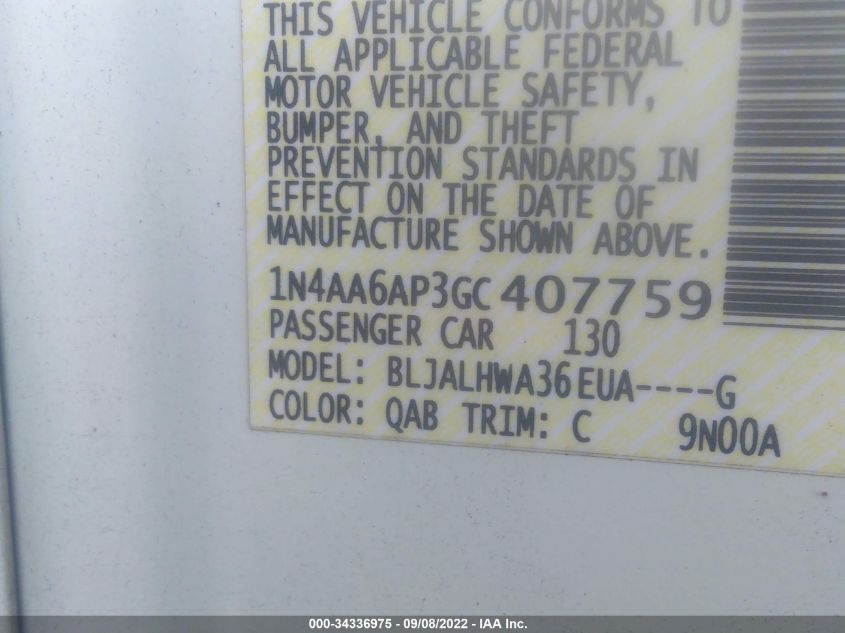 THIS VEHICLE CONFORMS TO
ALL APPLICABLE FEDERAL
MOTOR VEHICLE SAFETY,
BUMPER, AND THEFT
PREVENTION STANDARDS IN
EFFECT ON THE DATE OF
MANUFACTURE SHOWN ABOVE.
1N4AA6AP3GC407759
PASSENGER CAR 130
MODEL: BLJALHWA36EUA----G
COLOR: QAB TRIM: C 9N00A
000-34336975 - 09/08/2022 - IAA Inc.